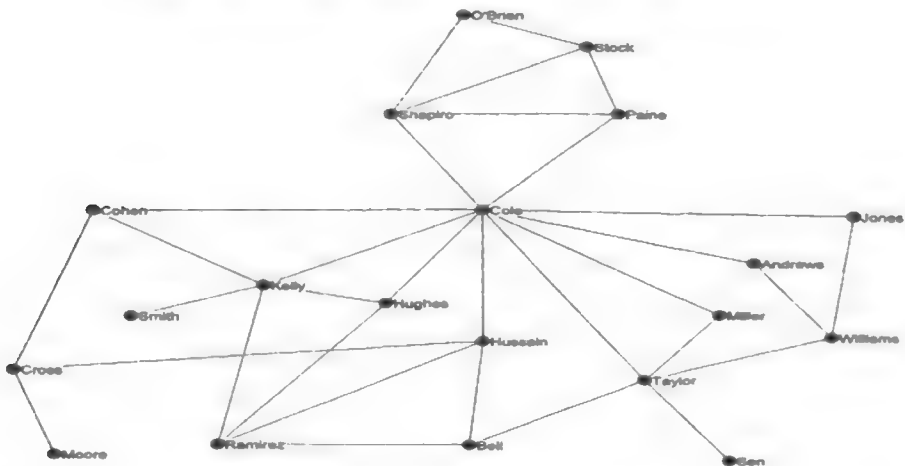 O'Brien
Stock
Shapiro
Paine
Cohen
Cole
Jones
Andrews
Kelly
Hughes
Smith
Miller
Williams
Hussain
Cross
Taylor
Ramirez
Bell
Moore
Sen